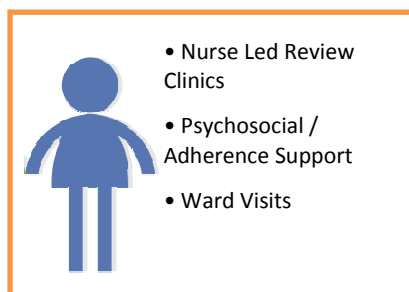 • Nurse Led Review
Clinics
• Psychosocial /
Adherence Support
• Ward Visits